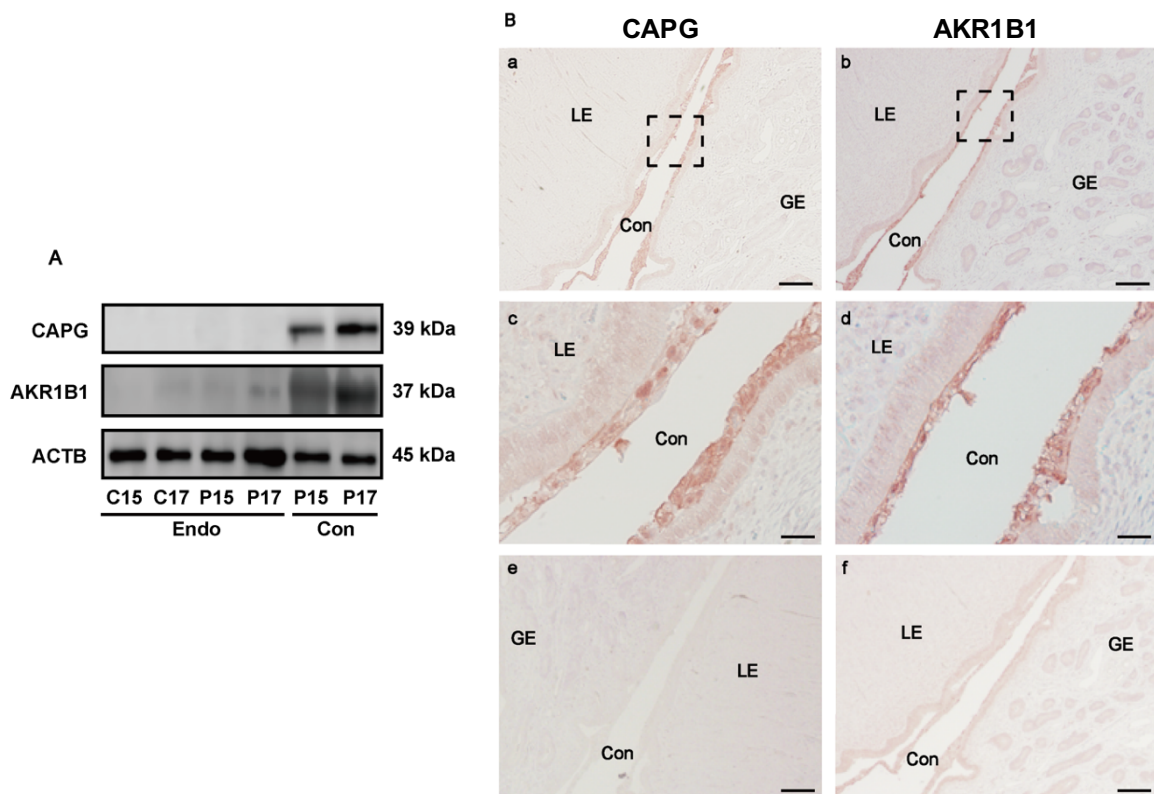 A
CAPG 39 kDa
AKR1B1 37 kDa
ACTB 45 kDa
C15 C17 P15 P17 P15 P17
Endo Con
B
CAPG AKR1B1
a
LE
Con
GE
b
LE
Con
GE
c
LE
Con
d
LE
Con
e
GE
LE
Con
f
LE
GE
Con